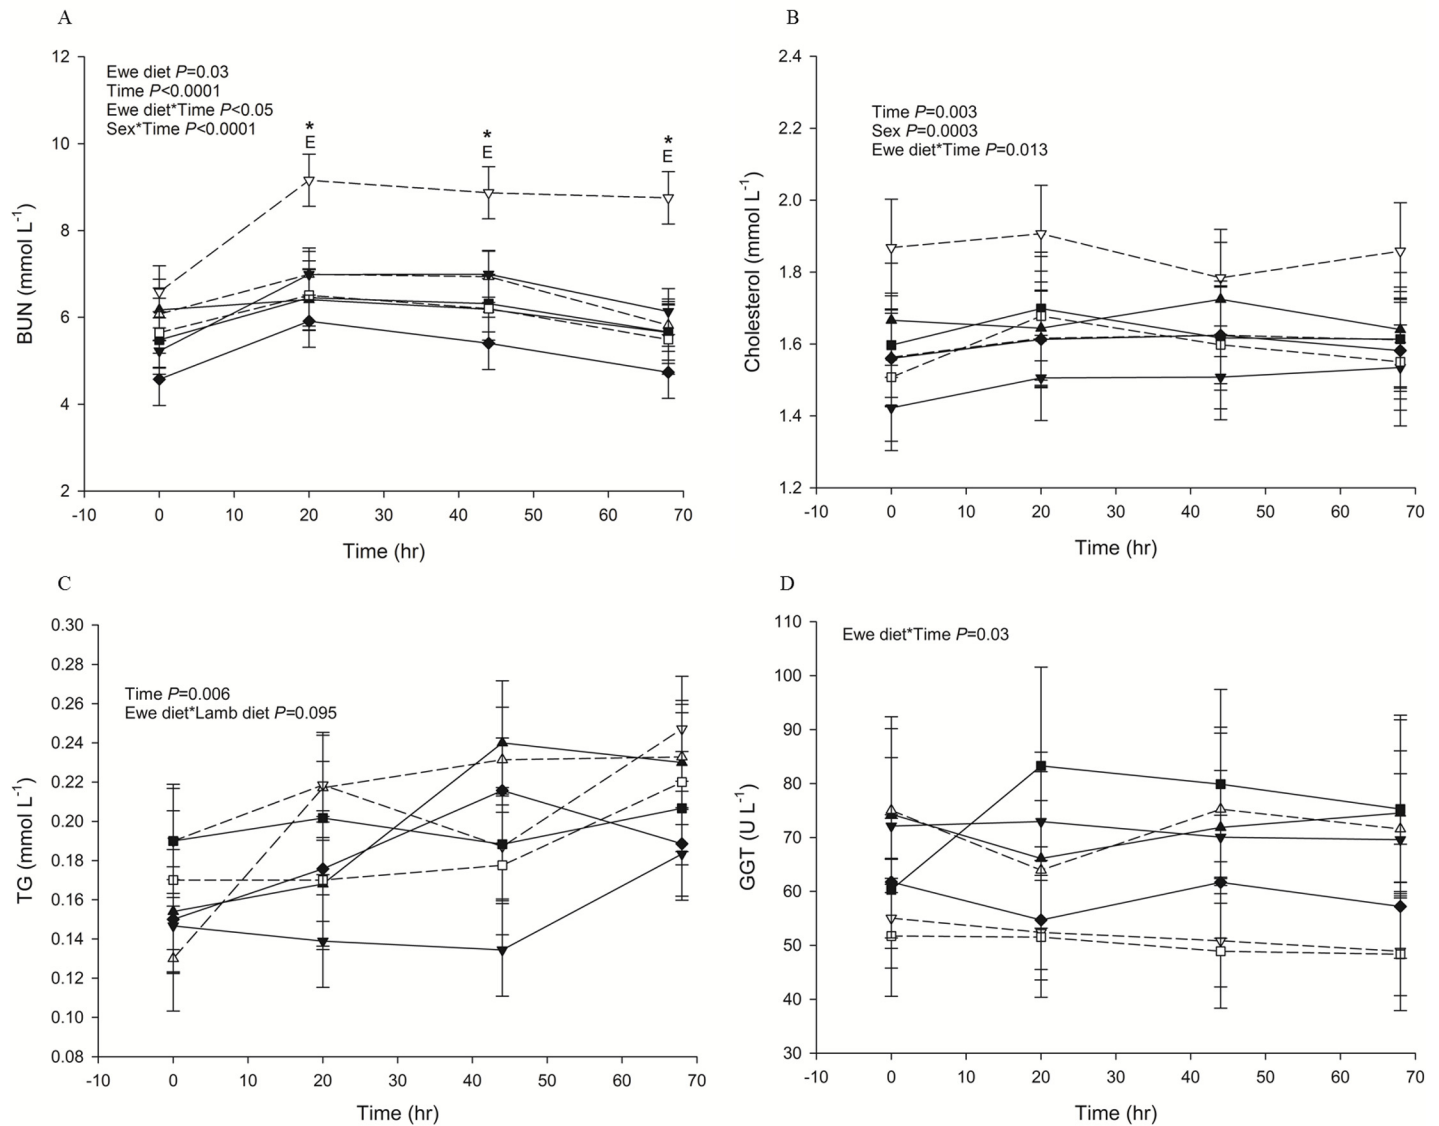 A
12
10
8
6
4
2
BUN (mmol L-1)
Ewe diet P=0.03
Time P<0.0001
Ewe diet*Time P<0.05
Sex*Time P<0.0001
*
E
*
E
*
E
-10 0 10 20 30 40 50 60 70
Time (hr)
B
2.4
2.2
2.0
1.8
1.6
1.4
1.2
Cholesterol (mmol L-1)
Time P=0.003
Sex P=0.0003
Ewe diet*Time P=0.013
-10 0 10 20 30 40 50 60 70
Time (hr)
C
0.30
0.28
0.26
0.24
0.22
0.20
0.18
0.16
0.14
0.12
0.10
0.08
TG (mmol L-1)
Time P=0.006
Ewe diet*Lamb diet P=0.095
-10 0 10 20 30 40 50 60 70
Time (hr)
D
110
100
90
80
70
60
50
40
30
GGT (U L-1)
Ewe diet*Time P=0.03
-10 0 10 20 30 40 50 60 70
Time (hr)